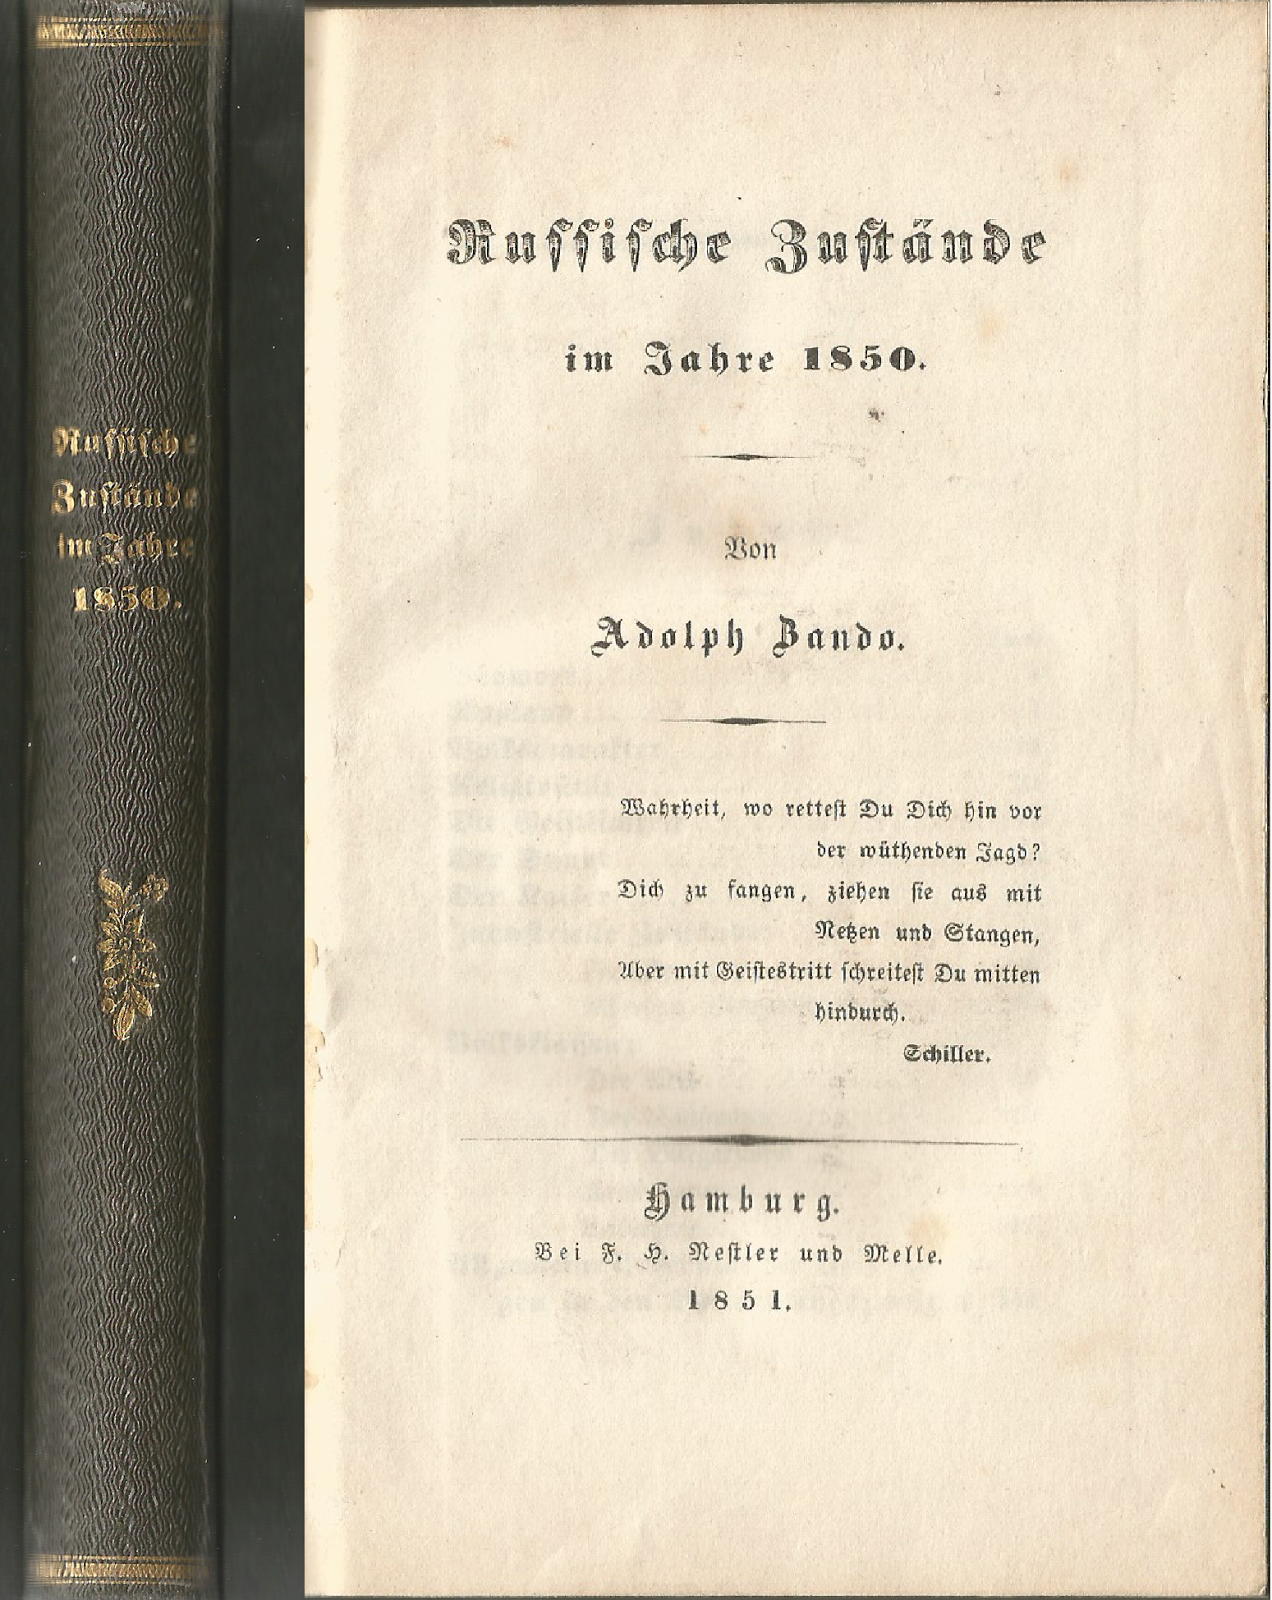 Russische
Zustände
im Jahre
1850.
Russische Zustände
im Jahre 1850.
Von
Adolph Bando.
Wahrheit, wo rettest Du Dich hin vor
der wüthenden Jagd?
Dich zu fangen, ziehen sie aus mit
Netzen und Stangen,
Aber mit Geistestritt schreitest Du mitten
hindurch.
Schiller.
Hamburg.
Bei F. H. Nestler und Melle.
1851.